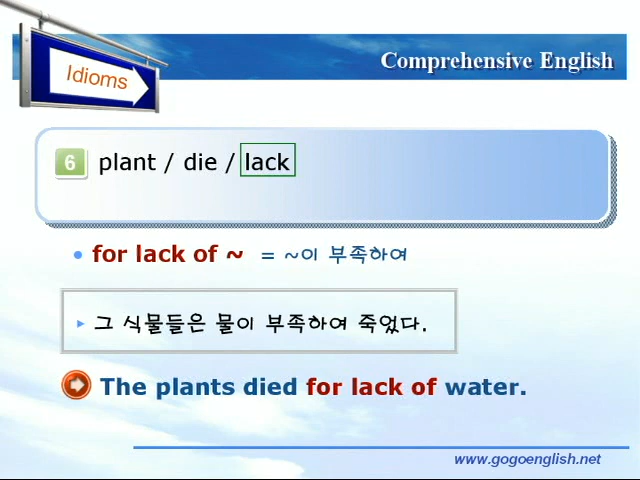 Idioms
Comprehensive English
6 plant / die / lack
• for lack of ~ = ~이 부족하여
▸ 그 식물들은 물이 부족하여 죽었다.
The plants died for lack of water.
www.gogoenglish.net